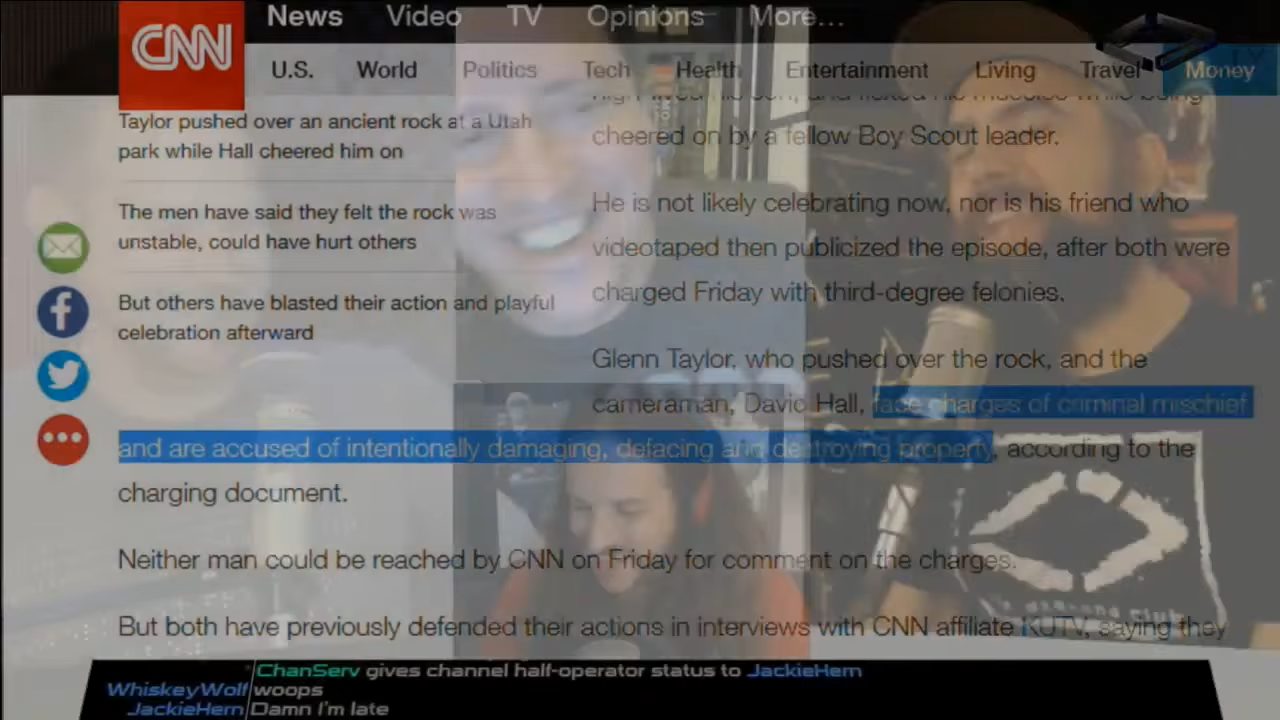 News Video TV Opinions More...
CNN
U.S. World Politics Tech Health Entertainment Living Travel Money
Taylor pushed over an ancient rock at a Utah
park while Hall cheered him on
The men have said they felt the rock was
unstable, could have hurt others
But others have blasted their action and playful
celebration afterward
cheered on by a fellow Boy Scout leader.
He is not likely celebrating now, nor is his friend who
videotaped then publicized the episode, after both were
charged Friday with third-degree felonies.
Glenn Taylor, who pushed over the rock, and the
cameraman, David Hall, face charges of criminal mischief
and are accused of intentionally damaging, defacing and destroying property, according to the
charging document.
Neither man could be reached by CNN on Friday for comment on the charges.
But both have previously defended their actions in interviews with CNN affiliate KUTV, saying they
ChanServ gives channel half-operator status to JackieHern
WhiskeyWolf woops
JackieHern Damn I'm late